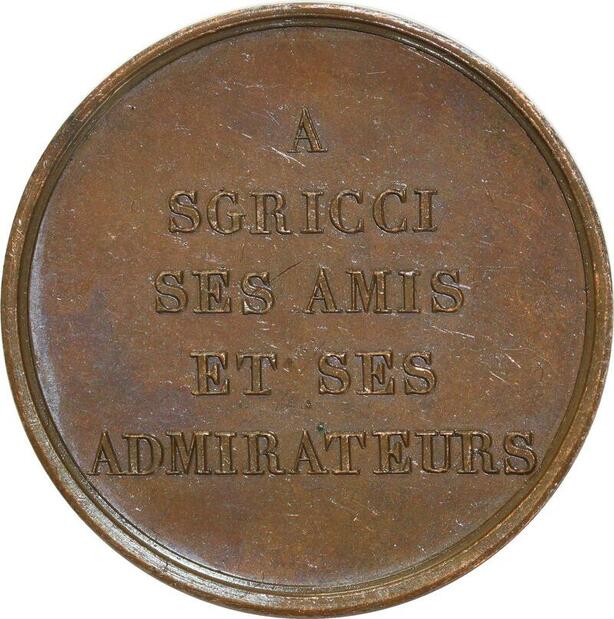 A
SGRICCI
SES AMIS
ET SES
ADMIRATEURS